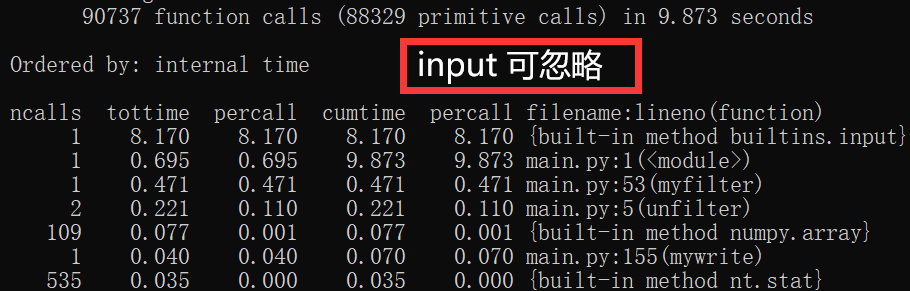 90737 function calls (88329 primitive calls) in 9.873 seconds
Ordered by: internal time
input 可忽略
ncalls tottime percall cumtime percall filename:lineno(function)
1 8.170 8.170 8.170 8.170 {built-in method builtins.input}
1 0.695 0.695 9.873 9.873 main.py:1(<module>)
1 0.471 0.471 0.471 0.471 main.py:53(myfilter)
2 0.221 0.110 0.221 0.110 main.py:5(unfilter)
109 0.077 0.001 0.077 0.001 {built-in method numpy.array}
1 0.040 0.040 0.070 0.070 main.py:155(mywrite)
535 0.035 0.000 0.035 0.000 {built-in method nt.stat}